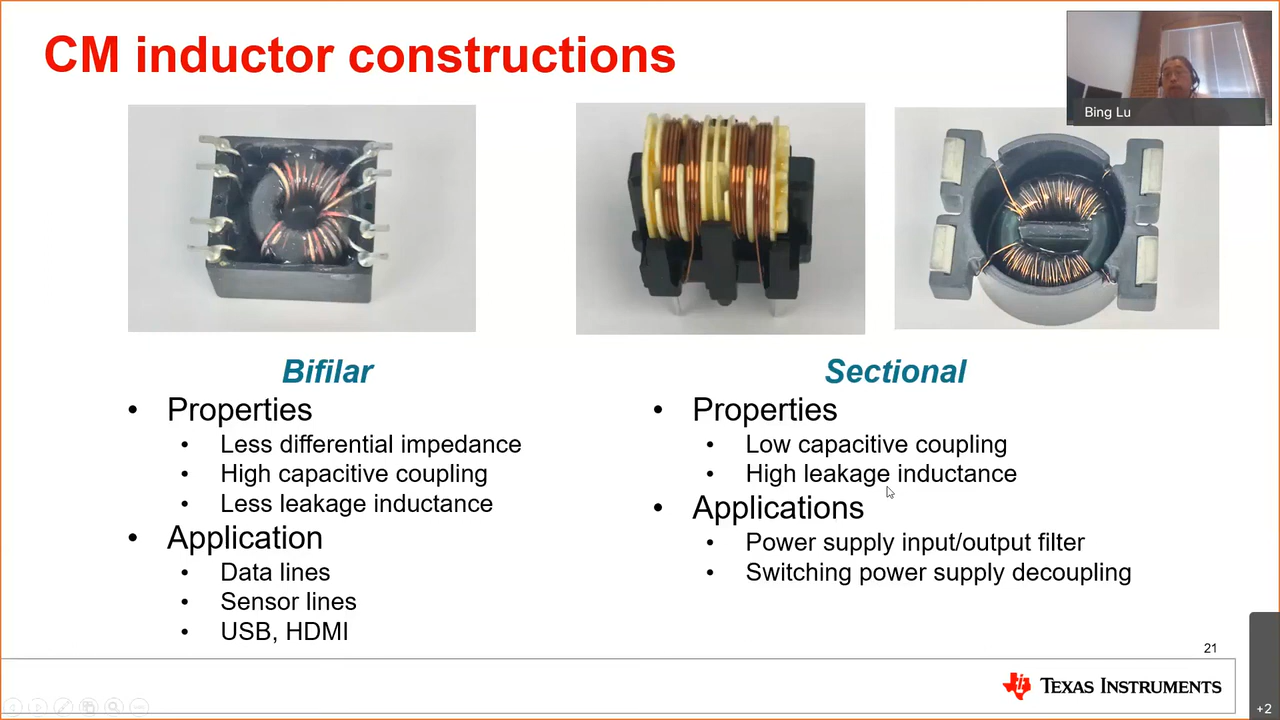 CM inductor constructions
Bing Lu
Bifilar
• Properties
• Less differential impedance
• High capacitive coupling
• Less leakage inductance
• Application
• Data lines
• Sensor lines
• USB, HDMI
Sectional
• Properties
• Low capacitive coupling
• High leakage inductance
• Applications
• Power supply input/output filter
• Switching power supply decoupling
21
TEXAS INSTRUMENTS
+2